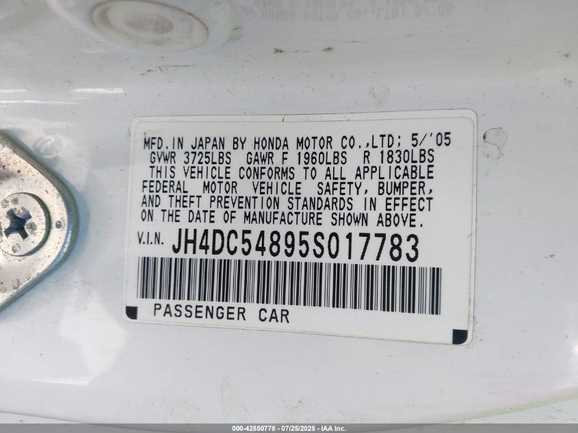 MFD.IN JAPAN BY HONDA MOTOR CO.,LTD; 5/'05
GVWR 3725LBS GAWR F 1960LBS R 1830LBS
THIS VEHICLE CONFORMS TO ALL APPLICABLE
FEDERAL MOTOR VEHICLE SAFETY, BUMPER,
AND THEFT PREVENTION STANDARDS IN EFFECT
ON THE DATE OF MANUFACTURE SHOWN ABOVE.
V.I.N. JH4DC54895S017783
PASSENGER CAR
000-42550778 - 07/25/2025 - IAA Inc.